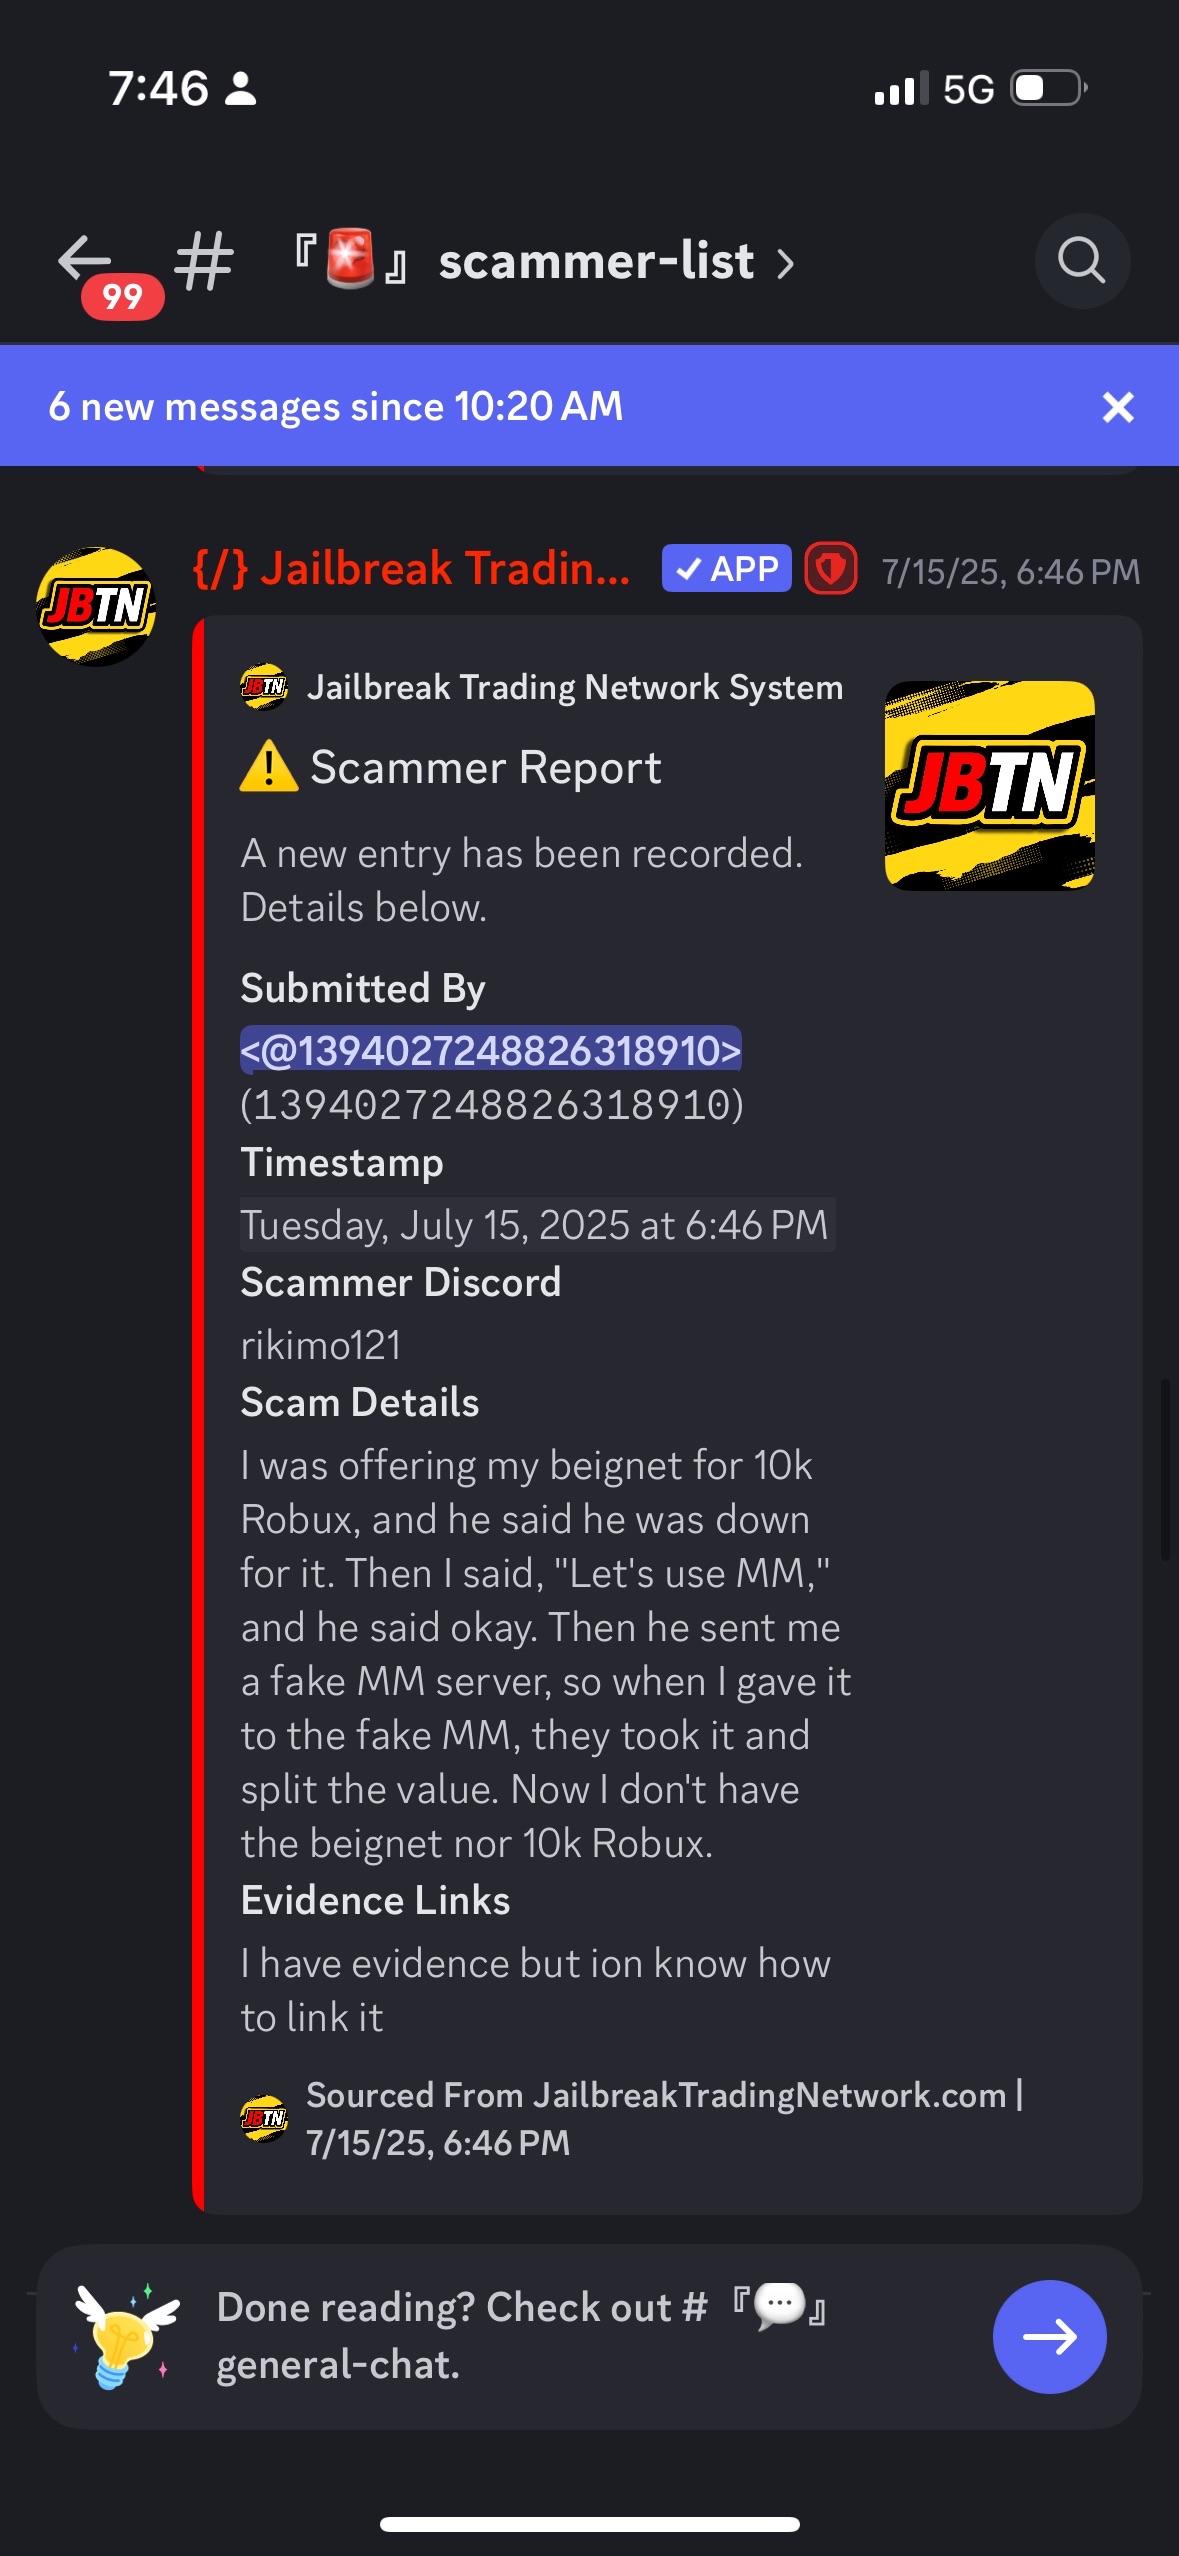 7:46
5G
99
# 『🚨』 scammer-list ›
6 new messages since 10:20 AM
{/} Jailbreak Tradin... ✓ APP 7/15/25, 6:46 PM
JBTN
JBTN Jailbreak Trading Network System
JBTN
⚠️ Scammer Report
A new entry has been recorded.
Details below.
Submitted By
<@1394027248826318910>
(1394027248826318910)
Timestamp
Tuesday, July 15, 2025 at 6:46 PM
Scammer Discord
rikimo121
Scam Details
I was offering my beignet for 10k
Robux, and he said he was down
for it. Then I said, "Let's use MM,"
and he said okay. Then he sent me
a fake MM server, so when I gave it
to the fake MM, they took it and
split the value. Now I don't have
the beignet nor 10k Robux.
Evidence Links
I have evidence but ion know how
to link it
JBTN Sourced From JailbreakTradingNetwork.com |
7/15/25, 6:46 PM
Done reading? Check out # 『💬』
general-chat.